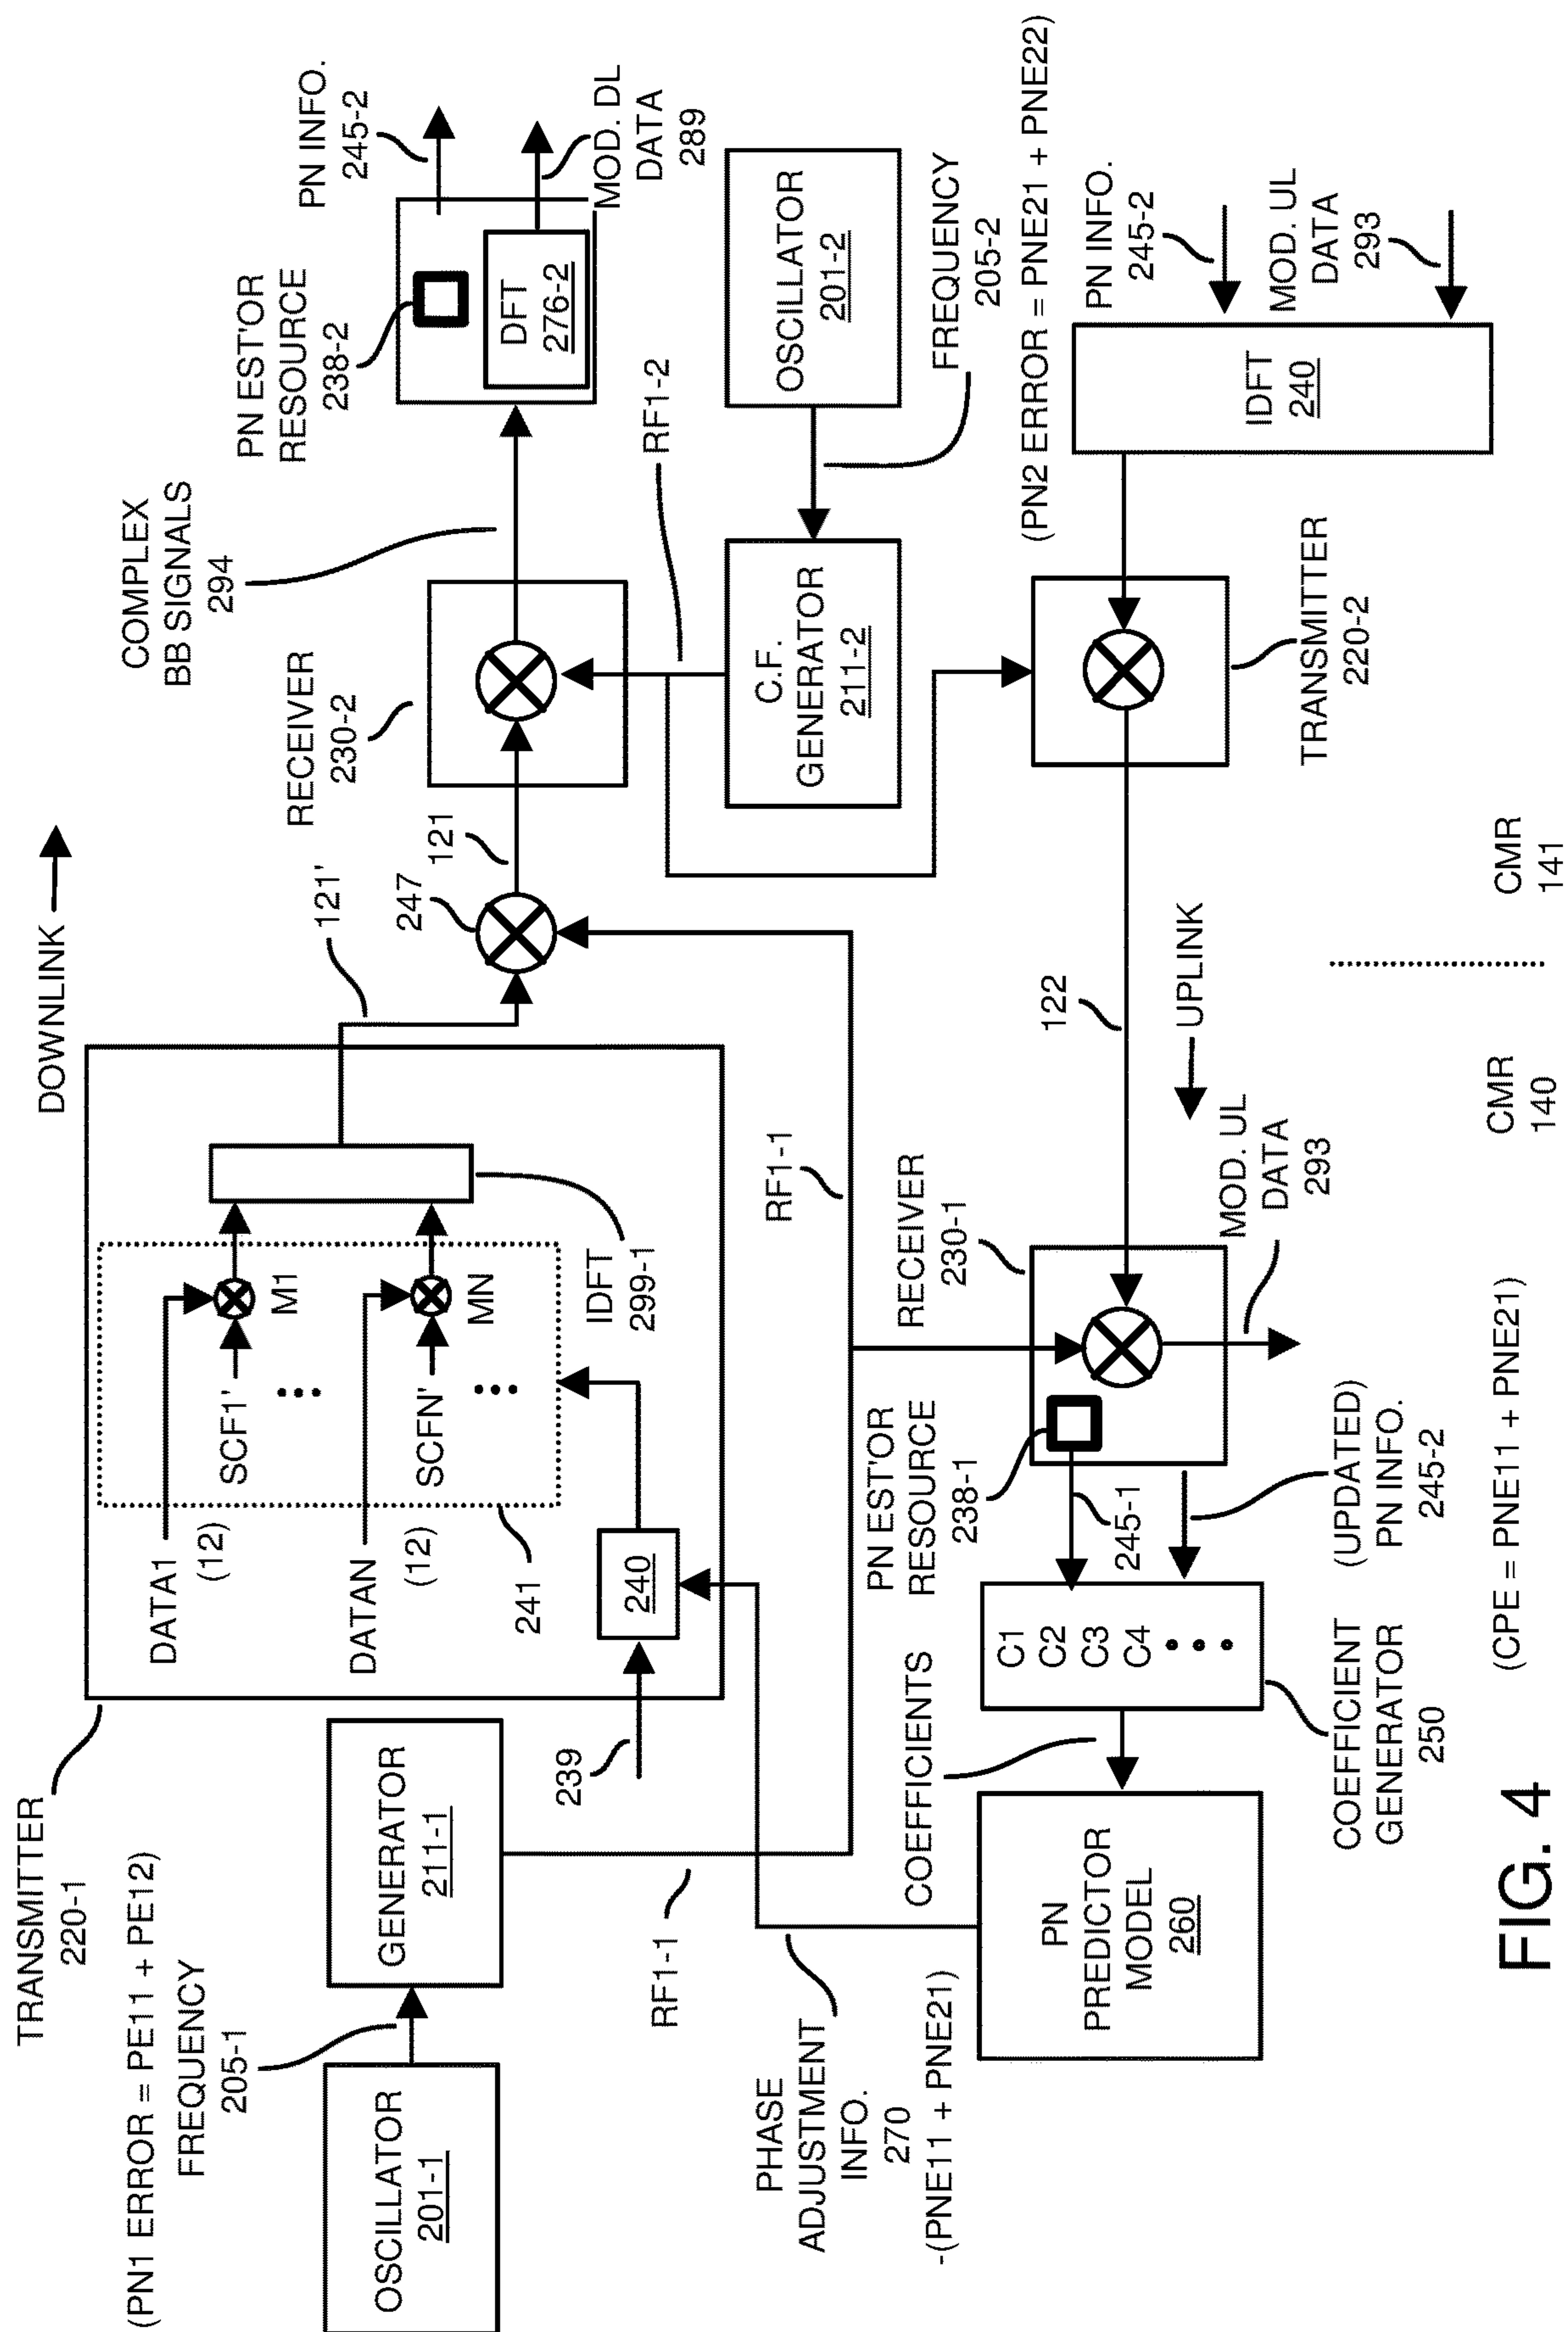 DOWNLINK
TRANSMITTER
220-1
(PN1 ERROR = PE11 + PE12)
FREQUENCY
205-1
OSCILLATOR
201-1
GENERATOR
211-1
RF1-1
239
240
DATA1
(12)
DATAN
(12)
241
SCF1'
SCFN'
M1
MN
IDFT
299-1
121'
247
121
RECEIVER
230-2
COMPLEX
BB SIGNALS
294
PN EST'OR
RESOURCE
238-2
DFT
276-2
PN INFO.
245-2
MOD. DL
DATA
289
RF1-2
C.F.
GENERATOR
211-2
OSCILLATOR
201-2
FREQUENCY
205-2
(PN2 ERROR = PNE21 + PNE22)
PN INFO.
245-2
MOD. UL
DATA
293
IDFT
240
TRANSMITTER
220-2
122
UPLINK
RF1-1
RECEIVER
230-1
MOD. UL
DATA
293
PN EST'OR
RESOURCE
238-1
245-1
(UPDATED)
PN INFO.
245-2
C1
C2
C3
C4
COEFFICIENT
GENERATOR
250
COEFFICIENTS
PN
PREDICTOR
MODEL
260
PHASE
ADJUSTMENT
INFO.
270
-(PNE11 + PNE21)
(CPE = PNE11 + PNE21)
CMR
140
CMR
141
FIG. 4